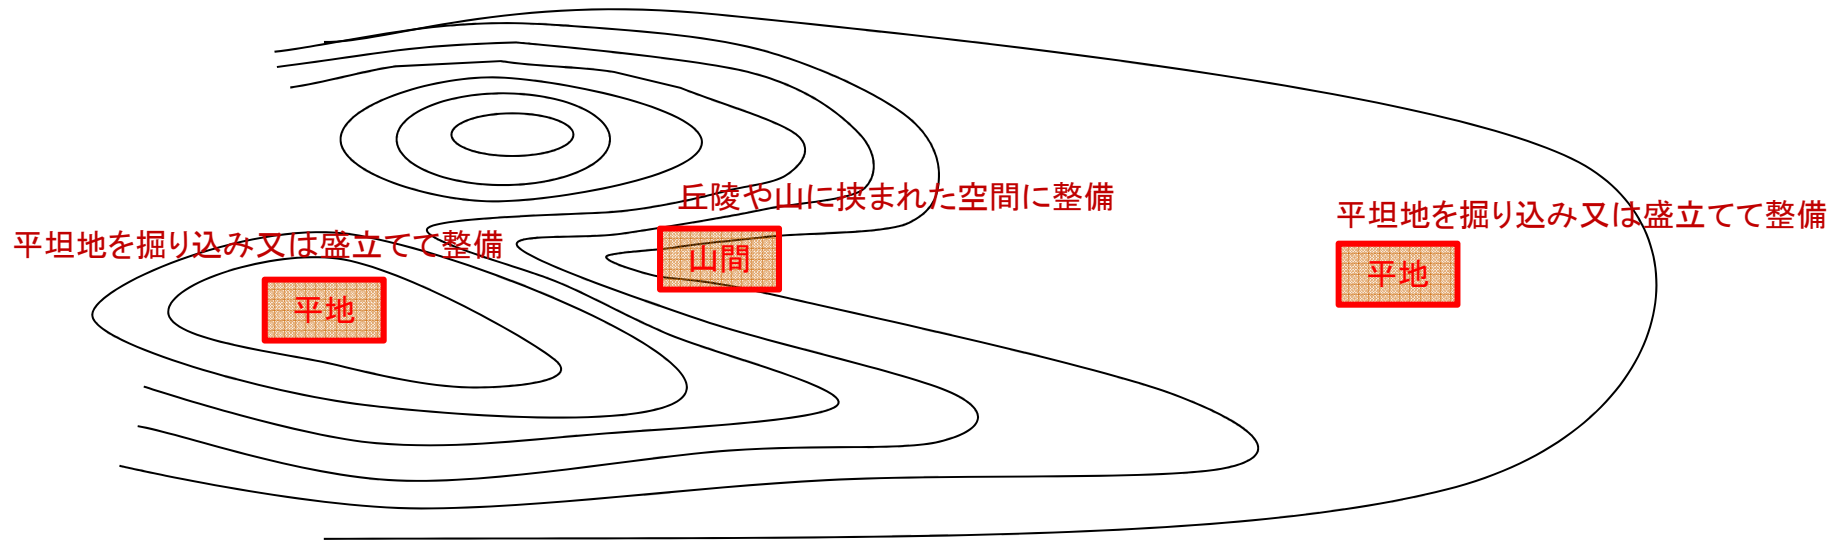 丘陵や山に挟まれた空間に整備
山間
平坦地を掘り込み又は盛立てて整備
平地
平坦地を掘り込み又は盛立てて整備
平地